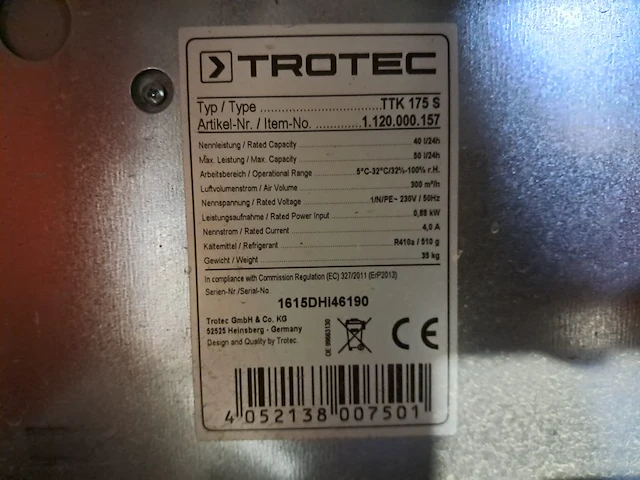 TROTEC
Typ / Type ..............................TTK 175 S
Artikel-Nr. / Item-No. ............1.120.000.157
Nennleistung / Rated Capacity 40 l/24h
Max. Leistung / Max. Capacity 50 l/24h
Arbeitsbereich / Operational Range 5°C-32°C/32%-100% r.H.
Luftvolumenstrom / Air Volume 300 m³/h
Nennspannung / Rated Voltage 1/N/PE~ 230V / 50Hz
Leistungsaufnahme / Rated Power Input 0,85 kW
Nennstrom / Rated Current 4,0 A
Kältemittel / Refrigerant R410a / 510 g
Gewicht / Weight 35 kg
In compliance with Commission Regulation (EC) 327/2011 (ErP2013)
Serien-Nr./Serial-No.
1615DHI46190
Trotec GmbH & Co. KG
52525 Heinsberg - Germany
Design and Quality by Trotec.
DE 99663130
CE
4 052138 007501